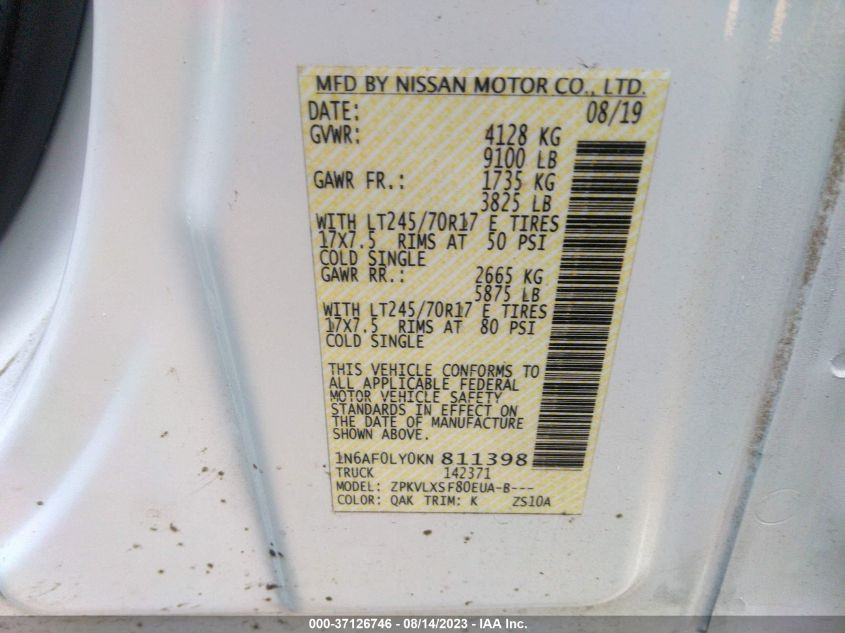 MFD BY NISSAN MOTOR CO., LTD.
DATE: 08/19
GVWR: 4128 KG
9100 LB
GAWR FR.: 1735 KG
3825 LB
WITH LT245/70R17 E TIRES
17X7.5 RIMS AT 50 PSI
COLD SINGLE
GAWR RR.: 2665 KG
5875 LB
WITH LT245/70R17 E TIRES
17X7.5 RIMS AT 80 PSI
COLD SINGLE
THIS VEHICLE CONFORMS TO
ALL APPLICABLE FEDERAL
MOTOR VEHICLE SAFETY
STANDARDS IN EFFECT ON
THE DATE OF MANUFACTURE
SHOWN ABOVE.
1N6AF0LY0KN 811398
TRUCK 142371
MODEL: ZPKVLXSF80EUA-B---
COLOR: QAK TRIM: K ZS10A
000-37126746 - 08/14/2023 - IAA Inc.